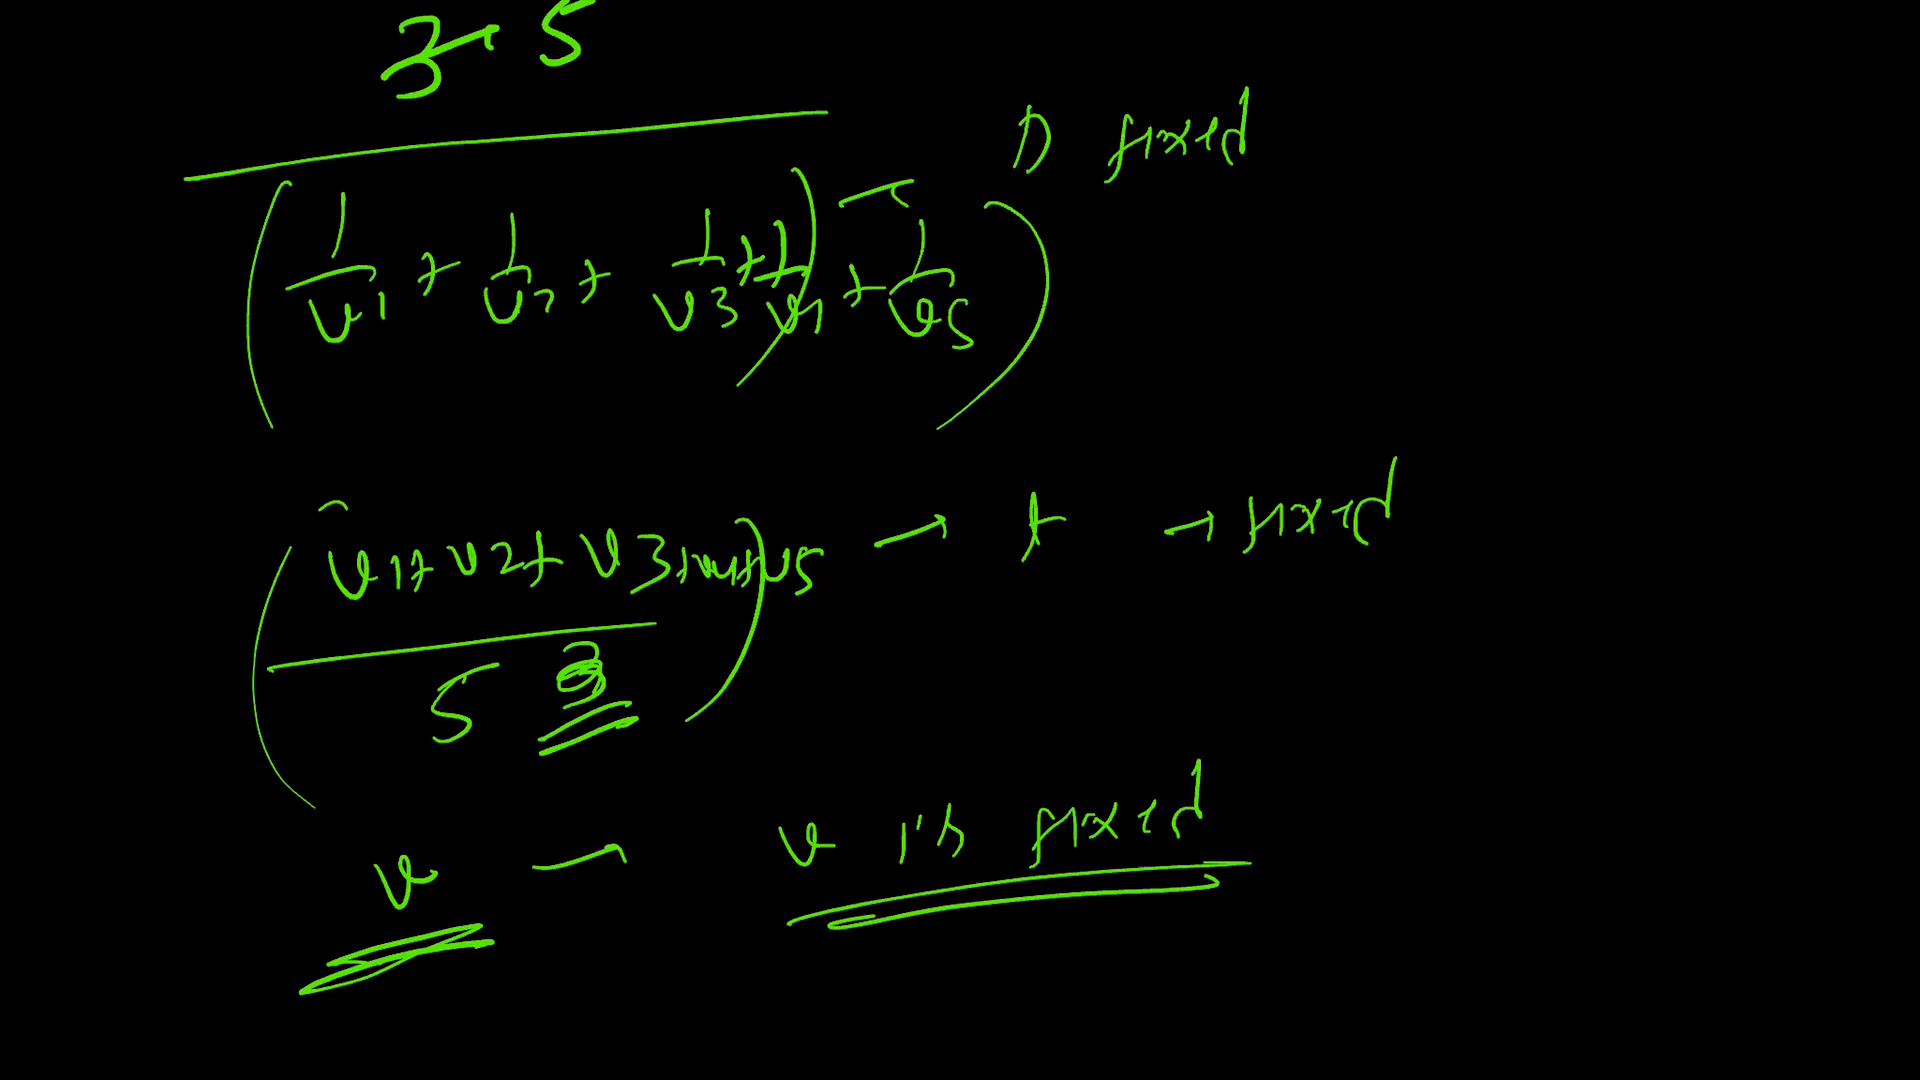 3 → 5
D fixed
(1/v1 + 1/v2 + 1/v3 + 1/v4) → + 1/v5)
(v1 + v2 + v3 + v4 + v5) → t → fixed
5 3
v → v is fixed